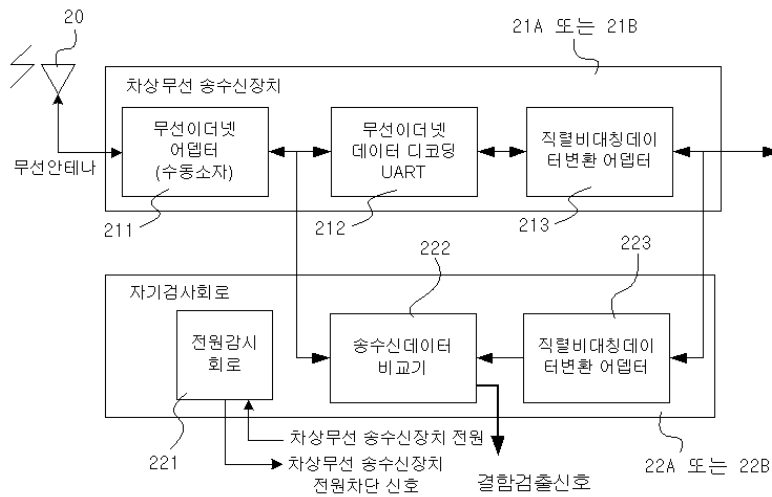 20
21A 또는 21B
차상무선 송수신장치
무선안테나
무선이더넷
어뎁터
(수동소자)
무선이더넷
데이터 디코딩
UART
직렬비대칭데이
터변환 어뎁터
211
212
213
222
223
자기검사회로
전원감시
회로
송수신데이터
비교기
직렬비대칭데이
터변환 어뎁터
221
차상무선 송수신장치 전원
차상무선 송수신장치
전원차단 신호
결함검출신호
22A 또는 22B